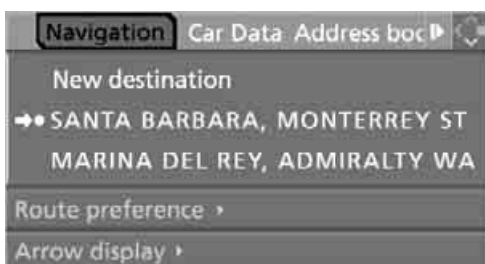 Navigation Car Data Address boc
New destination
SANTA BARBARA, MONTERREY ST
MARINA DEL REY, ADMIRALTY WA
Route preference
Arrow display